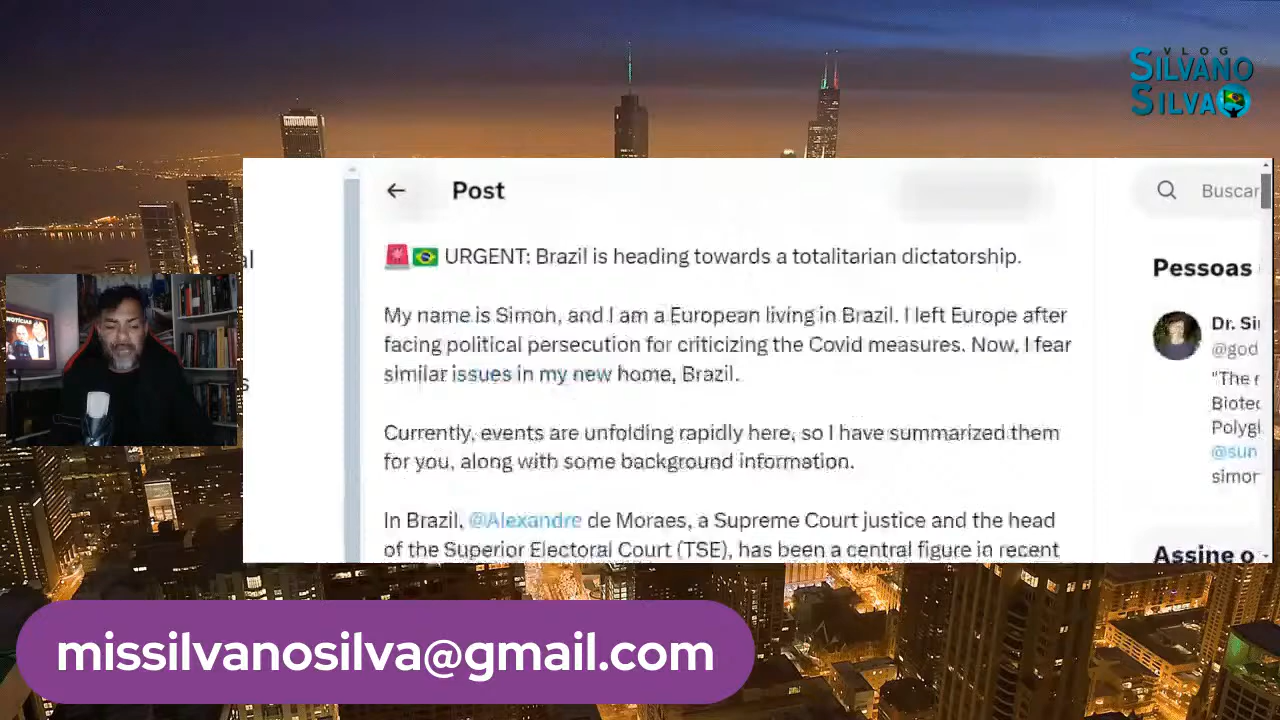 VLOG
SILVANO
SILVA
Post
Buscar
🚨🇧🇷 URGENT: Brazil is heading towards a totalitarian dictatorship.
al
Pessoas
My name is Simon, and I am a European living in Brazil. I left Europe after
facing political persecution for criticizing the Covid measures. Now, I fear
similar issues in my new home, Brazil.
Dr. Si
@god
"The r
Biotec
Polygl
@sun
simor
s
NOTÍCIAS
Currently, events are unfolding rapidly here, so I have summarized them
for you, along with some background information.
In Brazil, @Alexandre de Moraes, a Supreme Court justice and the head
of the Superior Electoral Court (TSE), has been a central figure in recent
Assine o
missilvanosilva@gmail.com